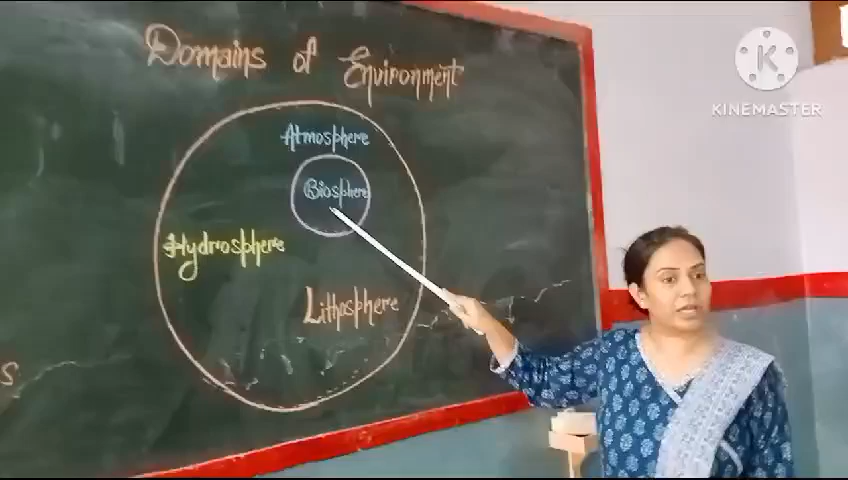 Domains of Environment
Atmosphere
Biosphere
Hydrosphere
Lithosphere
s
K
KINEMASTER